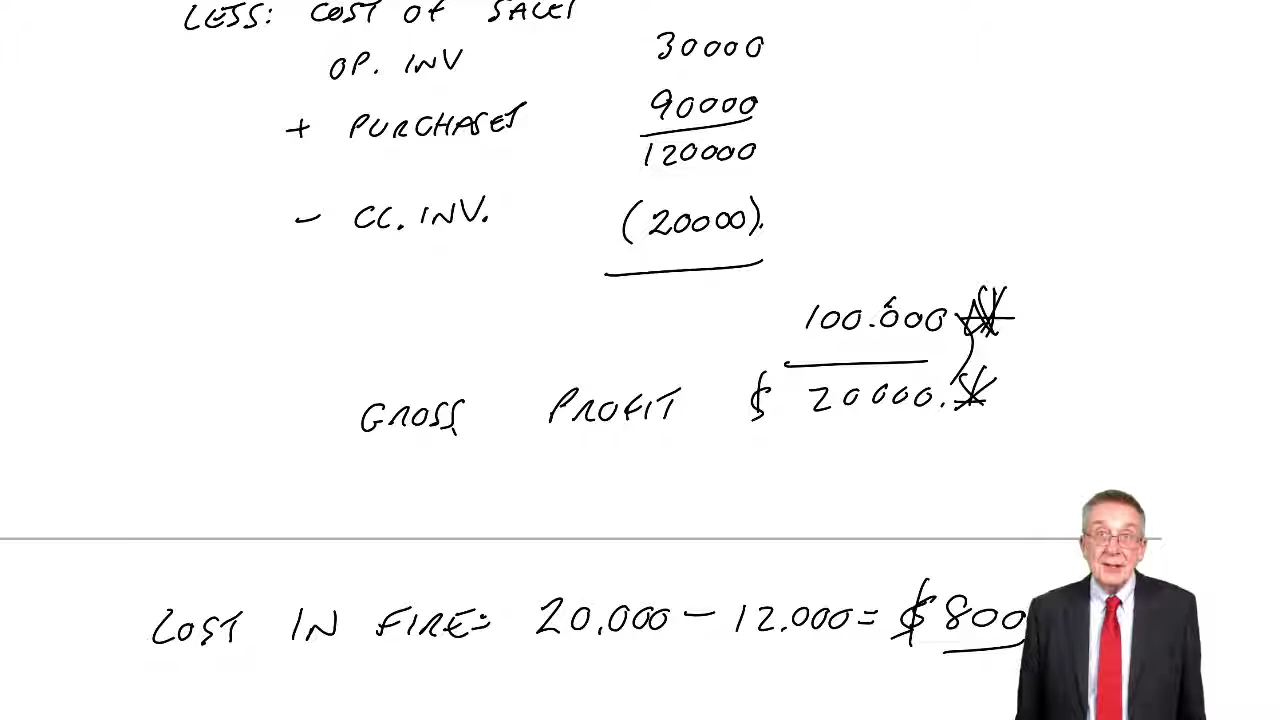 LESS: COST OF SALES
OP. INV 30000
+ PURCHASES 90000
120000
- CL. INV. (20000).
100.000
GROSS PROFIT $ 20000.
LOST IN FIRE: 20.000 - 12.000 = $ 800